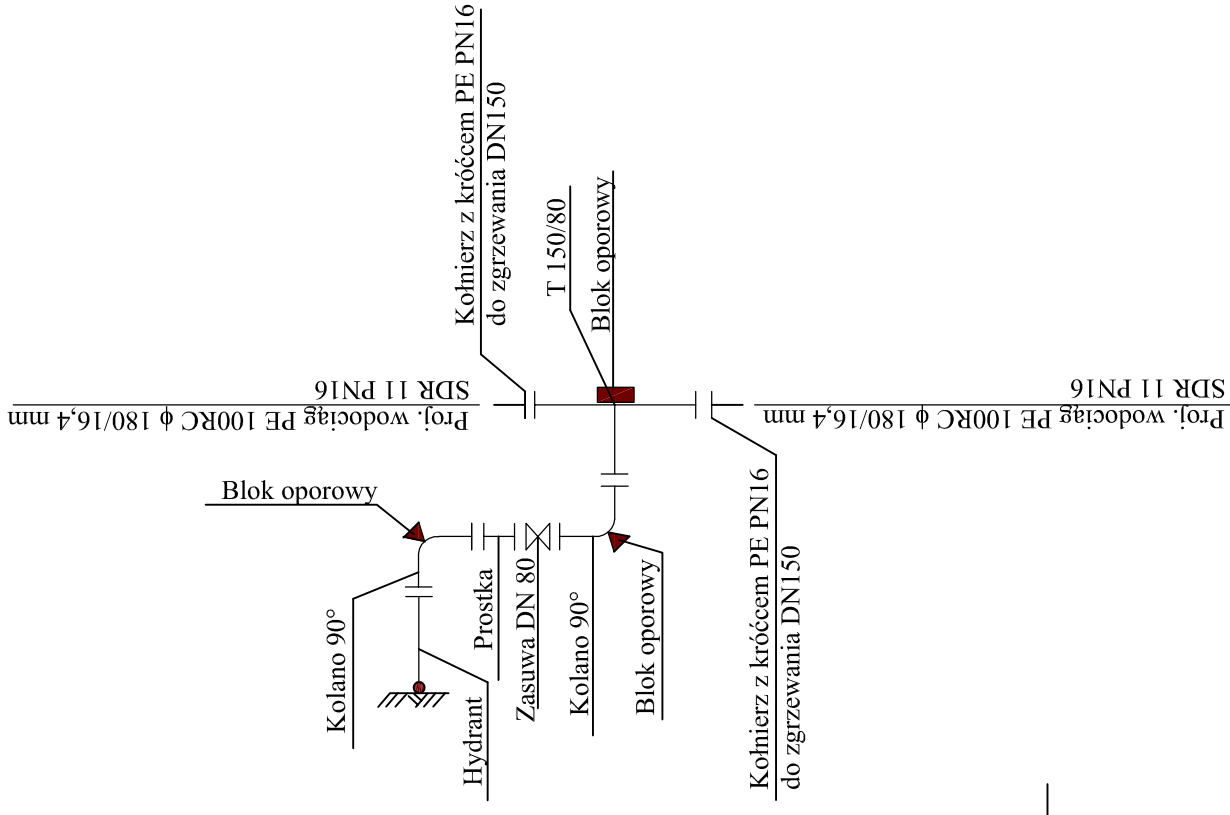 Kołnierz z króćcem PE PN16
do zgrzewania DN150
T 150/80
Blok oporowy
Proj. wodociąg PE 100RC ϕ 180/16,4 mm
SDR 11 PN16
Proj. wodociąg PE 100RC ϕ 180/16,4 mm
SDR 11 PN16
Blok oporowy
Kolano 90°
Hydrant
Prostka
Zasuwa DN 80
Kolano 90°
Blok oporowy
Kołnierz z króćcem PE PN16
do zgrzewania DN150